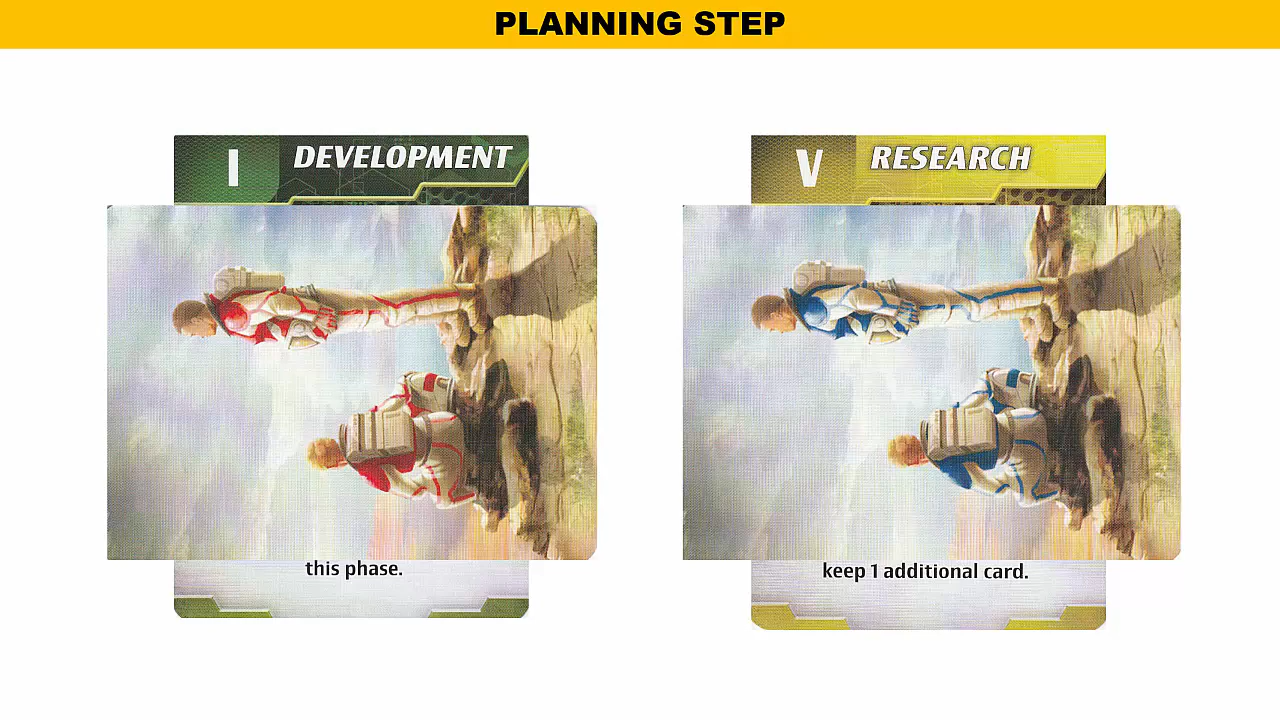 PLANNING STEP
I DEVELOPMENT
V RESEARCH
this phase.
keep 1 additional card.